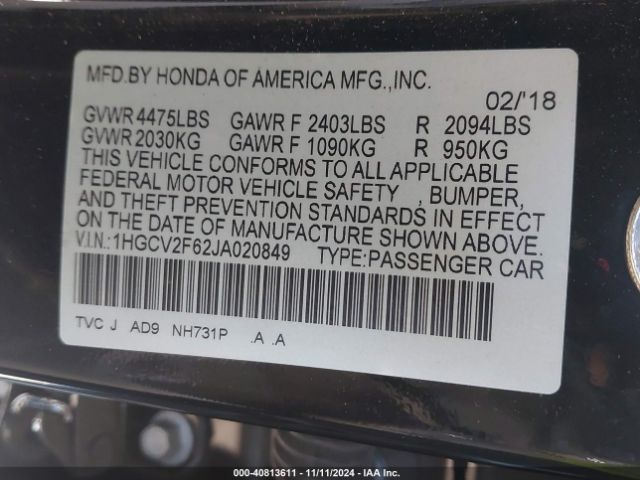 MFD.BY HONDA OF AMERICA MFG.,INC.
02/'18
GVWR 4475LBS GAWR F 2403LBS R 2094LBS
GVWR 2030KG GAWR F 1090KG R 950KG
THIS VEHICLE CONFORMS TO ALL APPLICABLE
FEDERAL MOTOR VEHICLE SAFETY , BUMPER,
AND THEFT PREVENTION STANDARDS IN EFFECT
ON THE DATE OF MANUFACTURE SHOWN ABOVE.
V.I.N.:1HGCV2F62JA020849 TYPE:PASSENGER CAR
TVC J AD9 NH731P .A .A
000-40813611 - 11/11/2024 - IAA Inc.